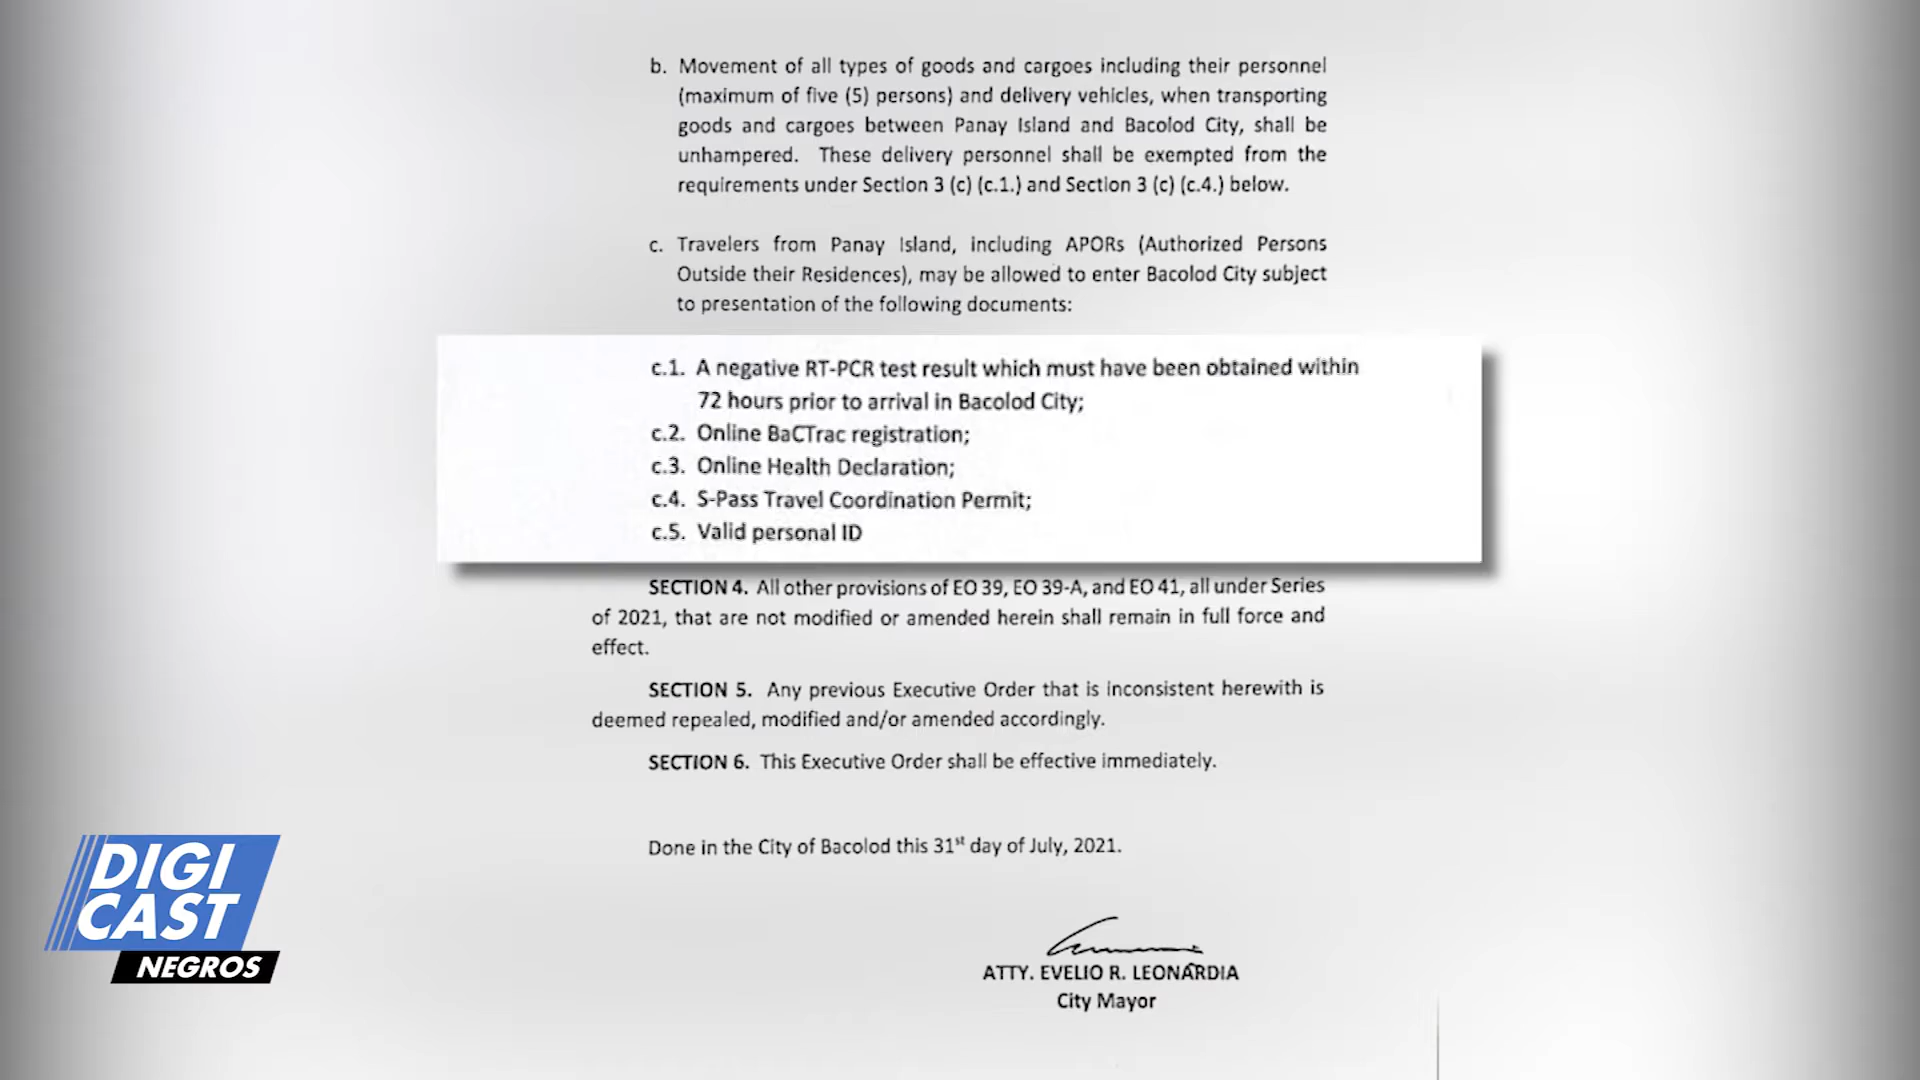 b. Movement of all types of goods and cargoes including their personnel
(maximum of five (5) persons) and delivery vehicles, when transporting
goods and cargoes between Panay Island and Bacolod City, shall be
unhampered. These delivery personnel shall be exempted from the
requirements under Section 3 (c) (c.1.) and Section 3 (c) (c.4.) below.
c. Travelers from Panay Island, including APORs (Authorized Persons
Outside their Residences), may be allowed to enter Bacolod City subject
to presentation of the following documents:
c.1. A negative RT-PCR test result which must have been obtained within
72 hours prior to arrival in Bacolod City;
c.2. Online BaCTrac registration;
c.3. Online Health Declaration;
c.4. S-Pass Travel Coordination Permit;
c.5. Valid personal ID
SECTION 4. All other provisions of EO 39, EO 39-A, and EO 41, all under Series
of 2021, that are not modified or amended herein shall remain in full force and
effect.
SECTION 5. Any previous Executive Order that is inconsistent herewith is
deemed repealed, modified and/or amended accordingly.
SECTION 6. This Executive Order shall be effective immediately.
Done in the City of Bacolod this 31st day of July, 2021.
ATTY. EVELIO R. LEONARDIA
City Mayor
DIGI
CAST
NEGROS